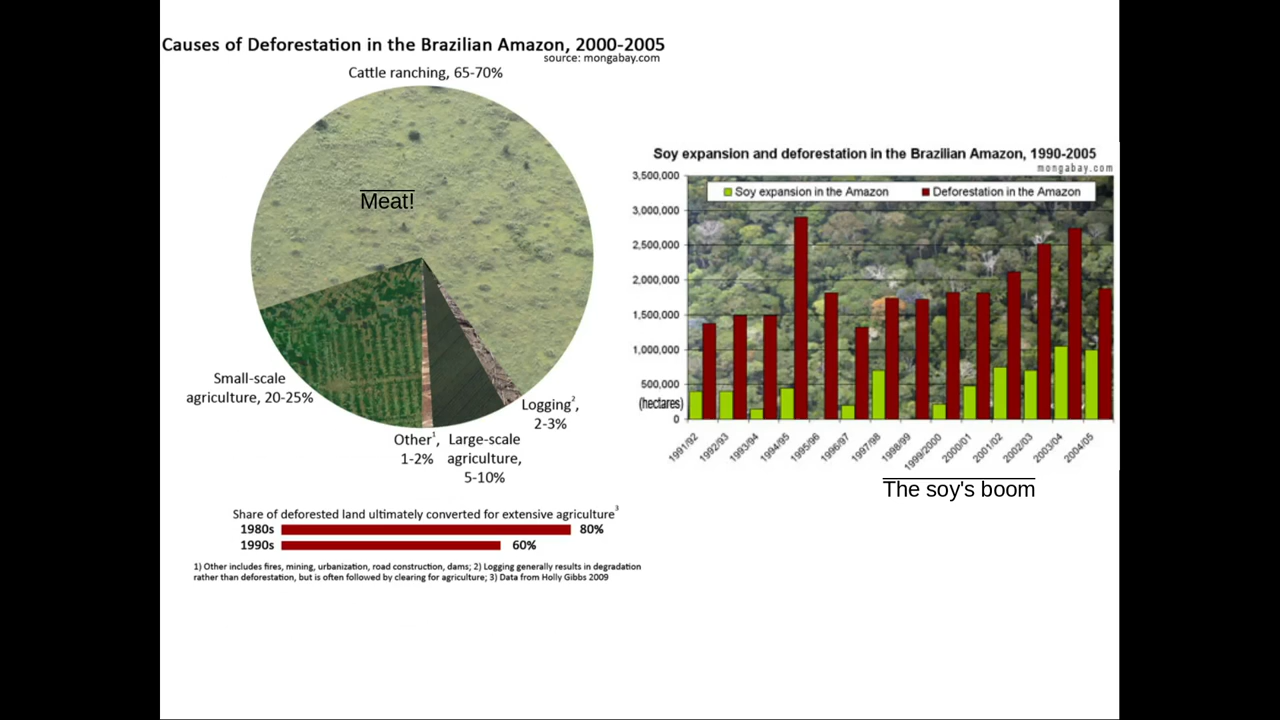 Causes of Deforestation in the Brazilian Amazon, 2000-2005
source: mongabay.com
Cattle ranching, 65-70%
Meat!
Small-scale
agriculture, 20-25%
Other¹,
1-2%
Large-scale
agriculture,
5-10%
Logging²,
2-3%
Share of deforested land ultimately converted for extensive agriculture³
1980s 80%
1990s 60%
1) Other includes fires, mining, urbanization, road construction, dams; 2) Logging generally results in degradation
rather than deforestation, but is often followed by clearing for agriculture; 3) Data from Holly Gibbs 2009
Soy expansion and deforestation in the Brazilian Amazon, 1990-2005
mongabay.com
Soy expansion in the Amazon
Deforestation in the Amazon
3,500,000
3,000,000
2,500,000
2,000,000
1,500,000
1,000,000
500,000
(hectares)
0
1991/92
1992/93
1993/94
1994/95
1995/96
1996/97
1997/98
1998/99
1999/2000
2000/01
2001/02
2002/03
2003/04
2004/05
The soy's boom